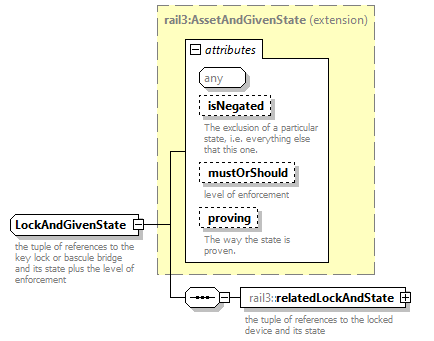 rail3:AssetAndGivenState (extension)
attributes
any
isNegated
The exclusion of a particular
state, i.e. everything else
that this one.
mustOrShould
level of enforcement
proving
The way the state is
proven.
LockAndGivenState
the tuple of references to the
key lock or bascule bridge
and its state plus the level of
enforcement
rail3::relatedLockAndState
the tuple of references to the locked
device and its state